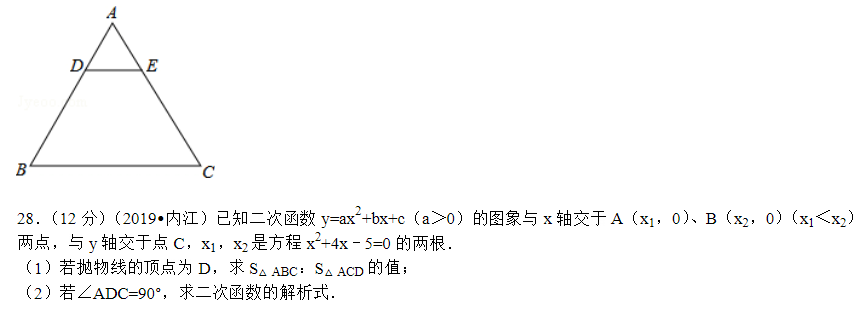 A
D E
B C
28．（12 分）（2019•内江）已知二次函数 y=ax²+bx+c（a＞0）的图象与 x 轴交于 A（x₁，0）、B（x₂，0）（x₁＜x₂）
两点，与 y 轴交于点 C，x₁，x₂ 是方程 x²+4x﹣5=0 的两根．
（1）若抛物线的顶点为 D，求 S△ABC：S△ACD 的值；
（2）若∠ADC=90°，求二次函数的解析式．